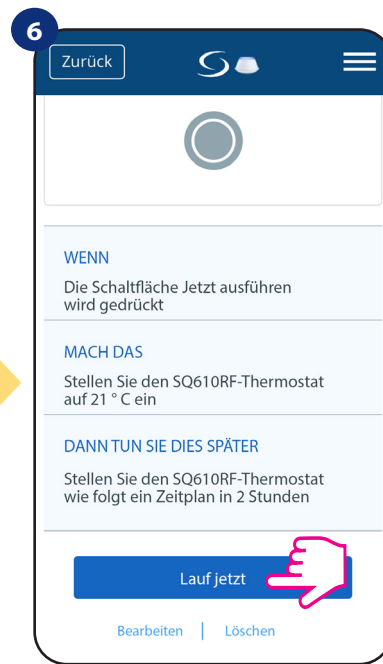 6
Zurück
WENN
Die Schaltfläche Jetzt ausführen
wird gedrückt
MACH DAS
Stellen Sie den SQ610RF-Thermostat
auf 21 ° C ein
DANN TUN SIE DIES SPÄTER
Stellen Sie den SQ610RF-Thermostat
wie folgt ein Zeitplan in 2 Stunden
Lauf jetzt
Bearbeiten | Löschen